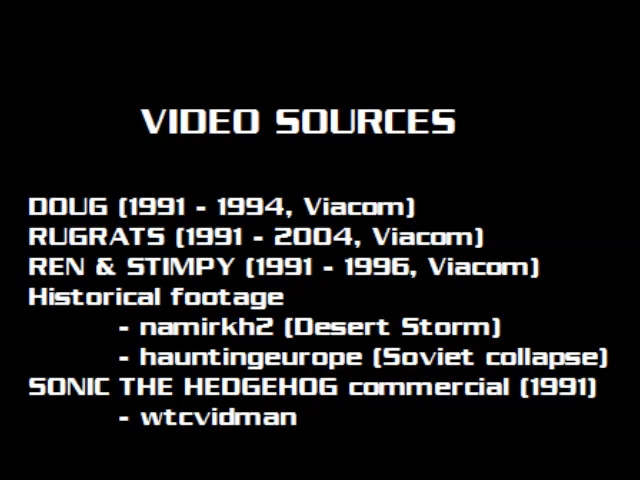 VIDEO SOURCES
DOUG (1991 - 1994, Viacom)
RUGRATS (1991 - 2004, Viacom)
REN & STIMPY (1991 - 1996, Viacom)
Historical footage
- namirkh2 (Desert Storm)
- hauntingeurope (Soviet collapse)
SONIC THE HEDGEHOG commercial (1991)
- wtcvidman